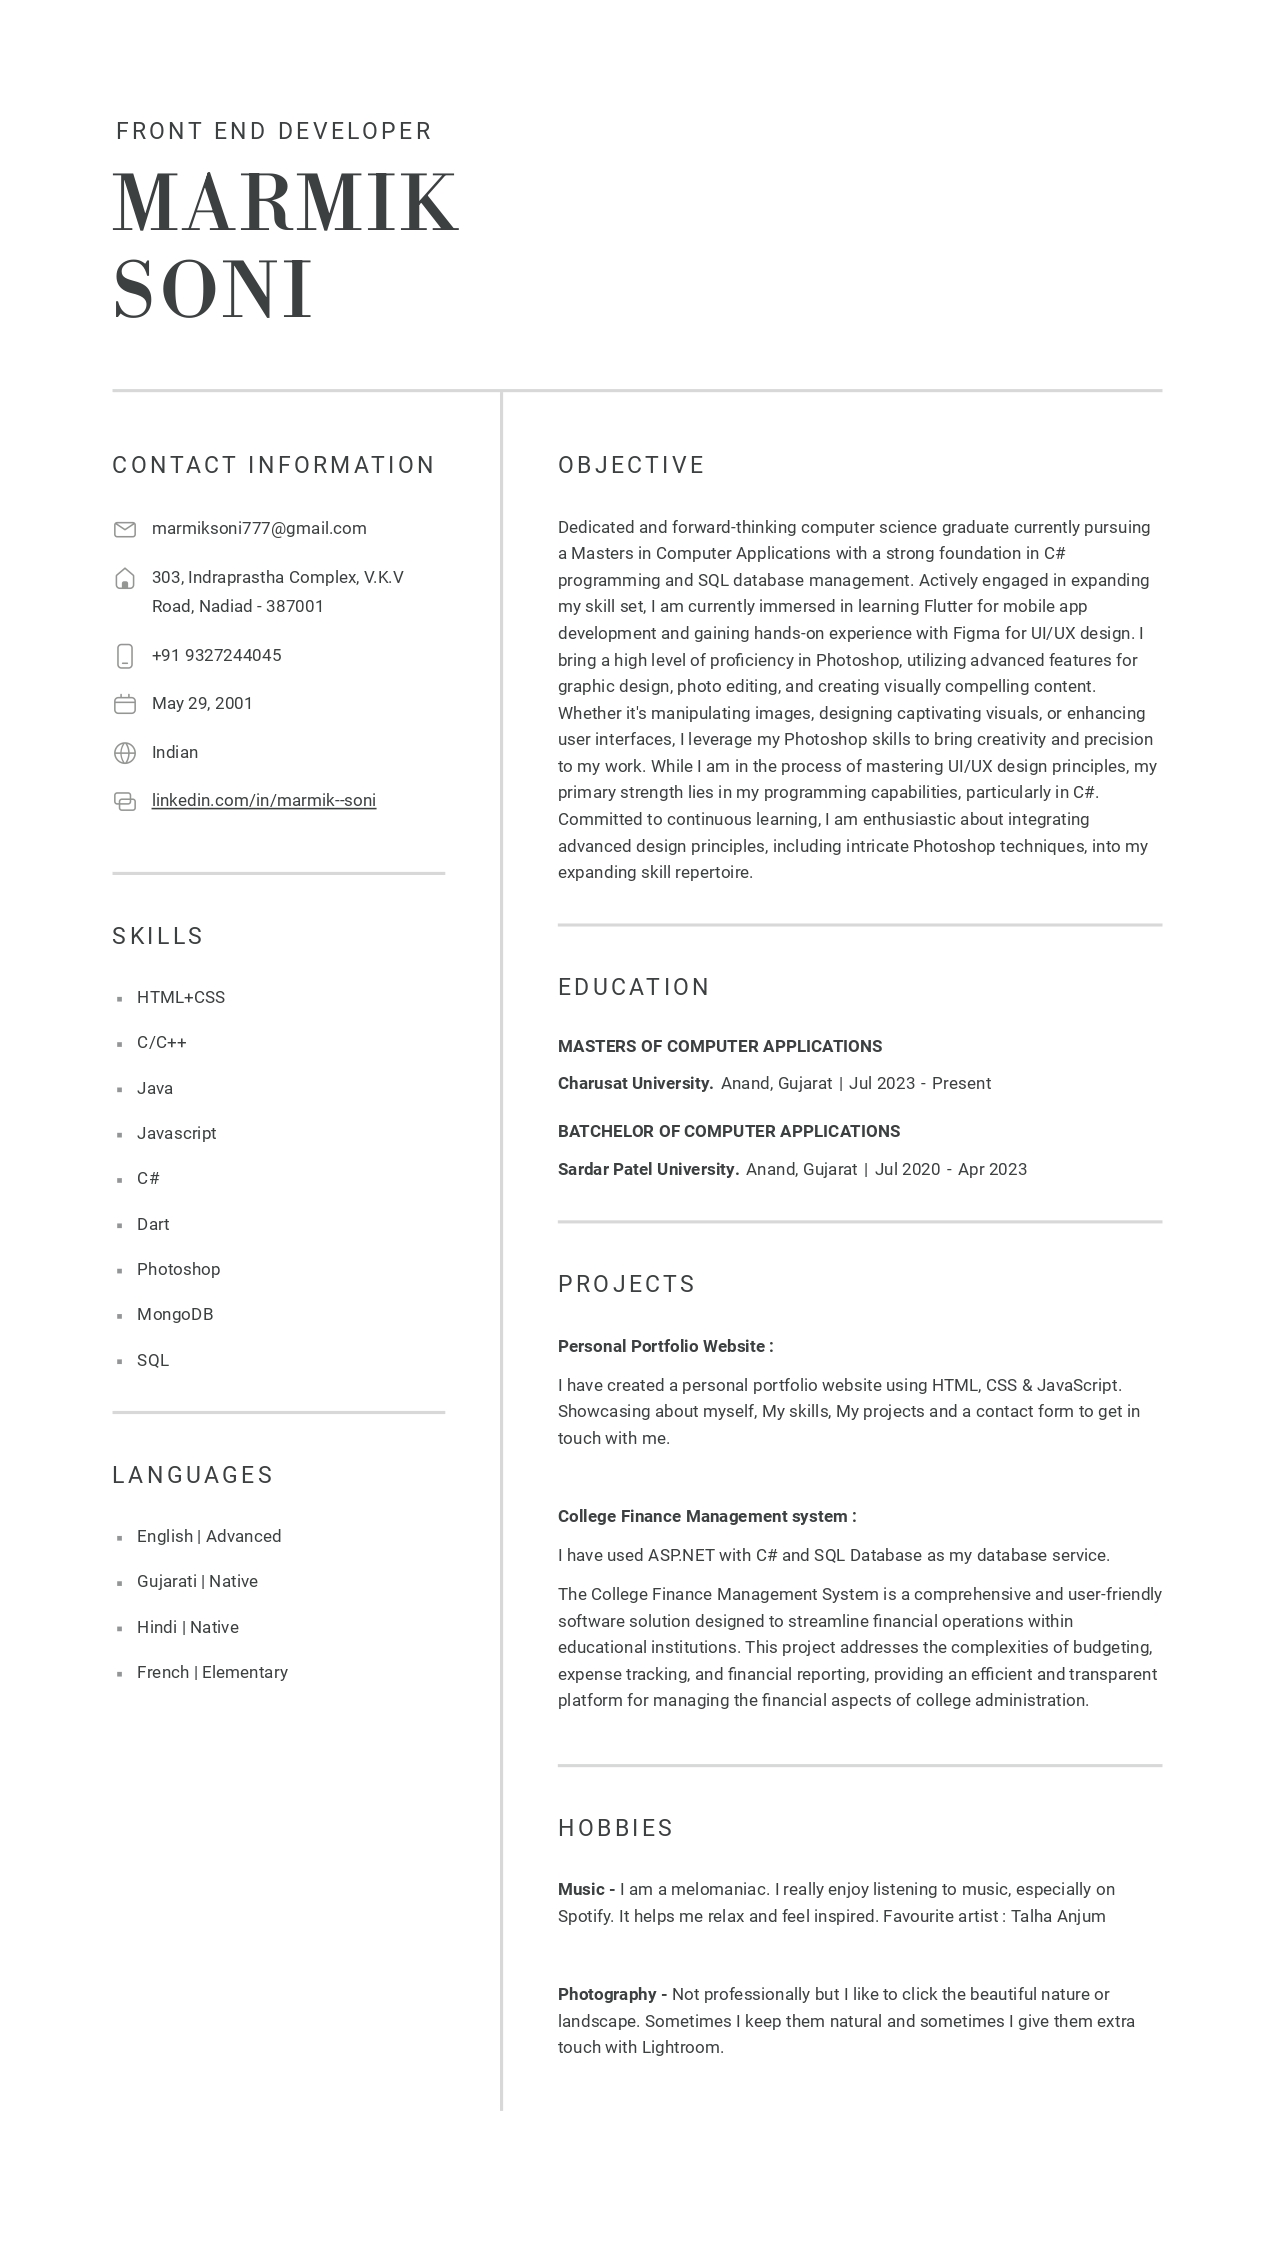 FRONT END DEVELOPER
MARMIK
SONI
CONTACT INFORMATION
marmiksoni777@gmail.com
303, Indraprastha Complex, V.K.V
Road, Nadiad - 387001
+91 9327244045
May 29, 2001
Indian
linkedin.com/in/marmik--soni
SKILLS
HTML+CSS
C/C++
Java
Javascript
C#
Dart
Photoshop
MongoDB
SQL
LANGUAGES
English | Advanced
Gujarati | Native
Hindi | Native
French | Elementary
OBJECTIVE
Dedicated and forward-thinking computer science graduate currently pursuing
a Masters in Computer Applications with a strong foundation in C#
programming and SQL database management. Actively engaged in expanding
my skill set, I am currently immersed in learning Flutter for mobile app
development and gaining hands-on experience with Figma for UI/UX design. I
bring a high level of proficiency in Photoshop, utilizing advanced features for
graphic design, photo editing, and creating visually compelling content.
Whether it's manipulating images, designing captivating visuals, or enhancing
user interfaces, I leverage my Photoshop skills to bring creativity and precision
to my work. While I am in the process of mastering UI/UX design principles, my
primary strength lies in my programming capabilities, particularly in C#.
Committed to continuous learning, I am enthusiastic about integrating
advanced design principles, including intricate Photoshop techniques, into my
expanding skill repertoire.
EDUCATION
MASTERS OF COMPUTER APPLICATIONS
Charusat University. Anand, Gujarat | Jul 2023 - Present
BATCHELOR OF COMPUTER APPLICATIONS
Sardar Patel University. Anand, Gujarat | Jul 2020 - Apr 2023
PROJECTS
Personal Portfolio Website :
I have created a personal portfolio website using HTML, CSS & JavaScript.
Showcasing about myself, My skills, My projects and a contact form to get in
touch with me.
College Finance Management system :
I have used ASP.NET with C# and SQL Database as my database service.
The College Finance Management System is a comprehensive and user-friendly
software solution designed to streamline financial operations within
educational institutions. This project addresses the complexities of budgeting,
expense tracking, and financial reporting, providing an efficient and transparent
platform for managing the financial aspects of college administration.
HOBBIES
Music - I am a melomaniac. I really enjoy listening to music, especially on
Spotify. It helps me relax and feel inspired. Favourite artist : Talha Anjum
Photography - Not professionally but I like to click the beautiful nature or
landscape. Sometimes I keep them natural and sometimes I give them extra
touch with Lightroom.